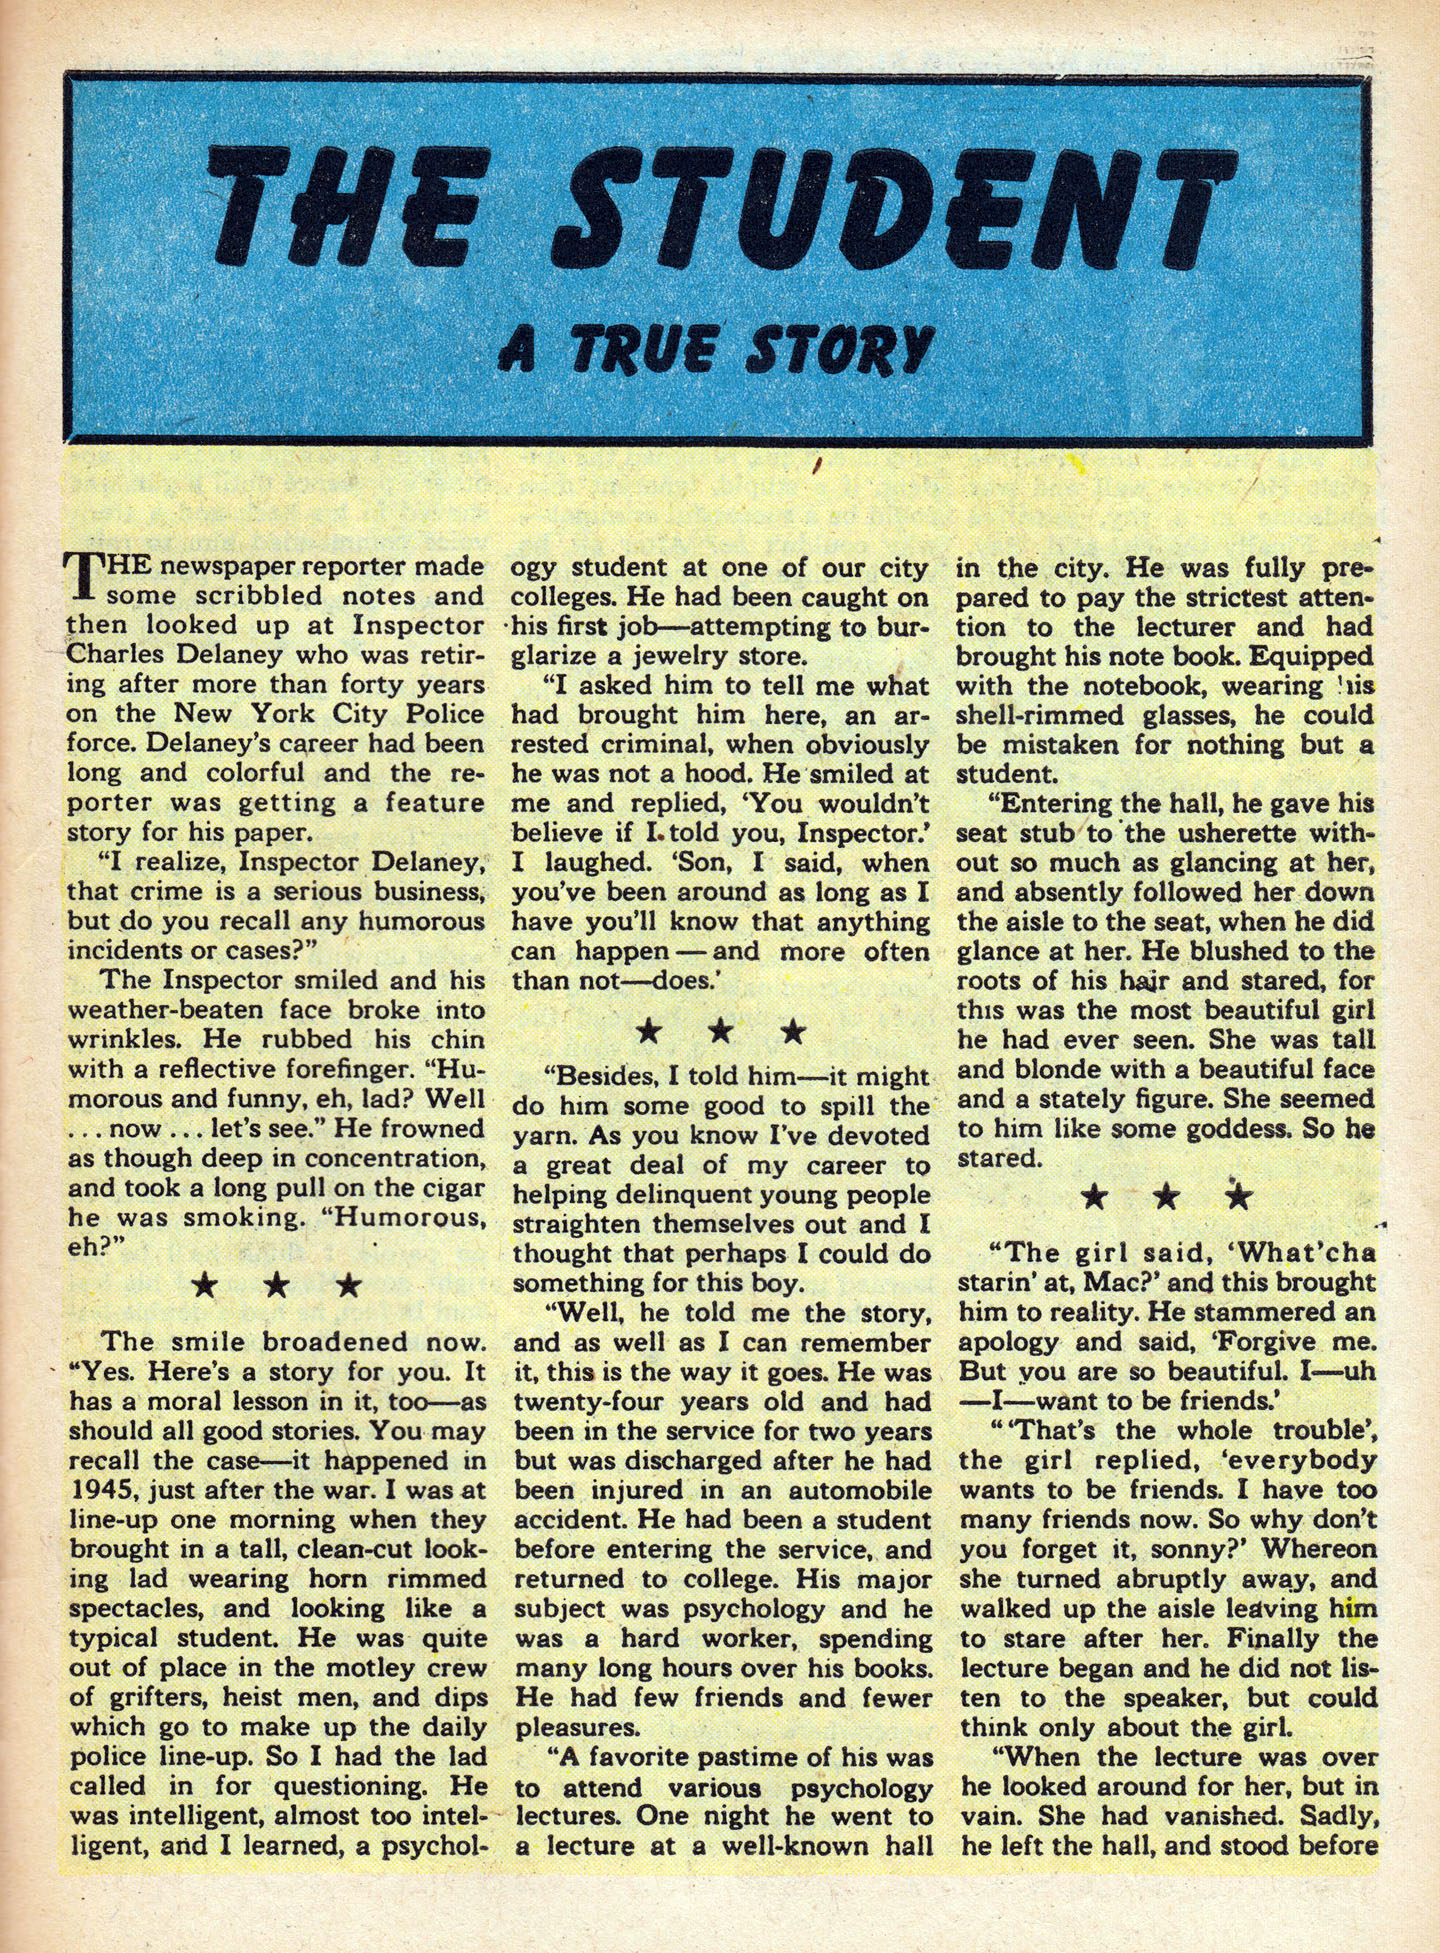 THE STUDENT
A TRUE STORY
THE newspaper reporter made
some scribbled notes and
then looked up at Inspector
Charles Delaney who was retir-
ing after more than forty years
on the New York City Police
force. Delaney's career had been
long and colorful and the re-
porter was getting a feature
story for his paper.
"I realize, Inspector Delaney,
that crime is a serious business,
but do you recall any humorous
incidents or cases?"
The Inspector smiled and his
weather-beaten face broke into
wrinkles. He rubbed his chin
with a reflective forefinger. "Hu-
morous and funny, eh, lad? Well
... now ... let's see." He frowned
as though deep in concentration,
and took a long pull on the cigar
he was smoking. "Humorous,
eh?"
★ ★ ★
The smile broadened now.
"Yes. Here's a story for you. It
has a moral lesson in it, too—as
should all good stories. You may
recall the case—it happened in
1945, just after the war. I was at
line-up one morning when they
brought in a tall, clean-cut look-
ing lad wearing horn rimmed
spectacles, and looking like a
typical student. He was quite
out of place in the motley crew
of grifters, heist men, and dips
which go to make up the daily
police line-up. So I had the lad
called in for questioning. He
was intelligent, almost too intel-
ligent, and I learned, a psychol-
ogy student at one of our city
colleges. He had been caught on
his first job—attempting to bur-
glarize a jewelry store.
"I asked him to tell me what
had brought him here, an ar-
rested criminal, when obviously
he was not a hood. He smiled at
me and replied, 'You wouldn't
believe if I told you, Inspector.'
I laughed. 'Son, I said, when
you've been around as long as I
have you'll know that anything
can happen—and more often
than not—does.'
★ ★ ★
"Besides, I told him—it might
do him some good to spill the
yarn. As you know I've devoted
a great deal of my career to
helping delinquent young people
straighten themselves out and I
thought that perhaps I could do
something for this boy.
"Well, he told me the story,
and as well as I can remember
it, this is the way it goes. He was
twenty-four years old and had
been in the service for two years
but was discharged after he had
been injured in an automobile
accident. He had been a student
before entering the service, and
returned to college. His major
subject was psychology and he
was a hard worker, spending
many long hours over his books.
He had few friends and fewer
pleasures.
"A favorite pastime of his was
to attend various psychology
lectures. One night he went to
a lecture at a well-known hall
in the city. He was fully pre-
pared to pay the strictest atten-
tion to the lecturer and had
brought his note book. Equipped
with the notebook, wearing his
shell-rimmed glasses, he could
be mistaken for nothing but a
student.
"Entering the hall, he gave his
seat stub to the usherette with-
out so much as glancing at her,
and absently followed her down
the aisle to the seat, when he did
glance at her. He blushed to the
roots of his hair and stared, for
this was the most beautiful girl
he had ever seen. She was tall
and blonde with a beautiful face
and a stately figure. She seemed
to him like some goddess. So he
stared.
★ ★ ★
"The girl said, 'What'cha
starin' at, Mac?' and this brought
him to reality. He stammered an
apology and said, 'Forgive me.
But you are so beautiful. I—uh
—I—want to be friends.'
" 'That's the whole trouble',
the girl replied, 'everybody
wants to be friends. I have too
many friends now. So why don't
you forget it, sonny?' Whereon
she turned abruptly away, and
walked up the aisle leaving him
to stare after her. Finally the
lecture began and he did not lis-
ten to the speaker, but could
think only about the girl.
"When the lecture was over
he looked around for her, but in
vain. She had vanished. Sadly,
he left the hall, and stood before